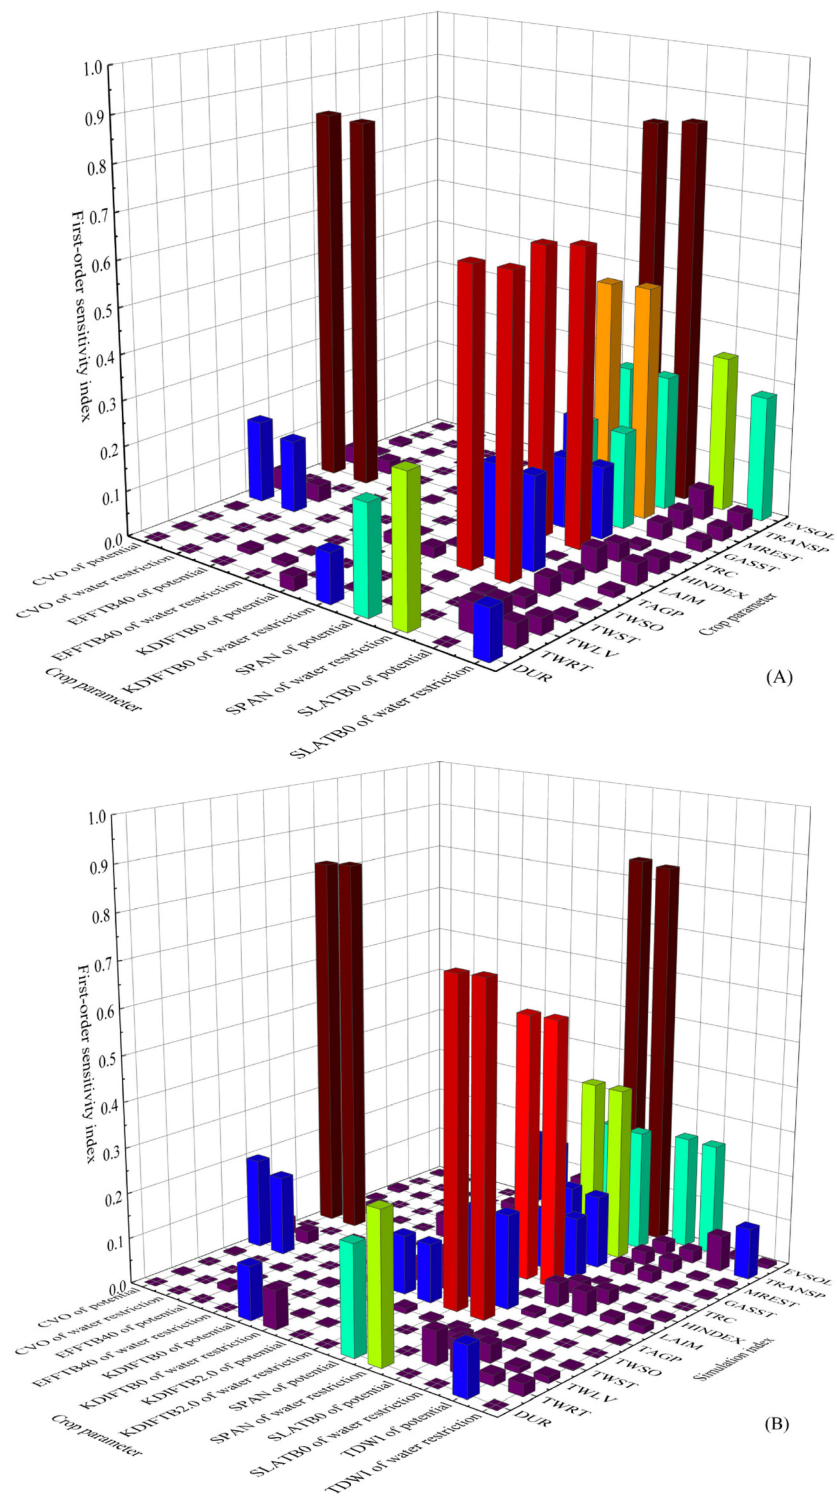 1.0
0.9
0.8
0.7
0.6
0.5
0.4
0.3
0.2
0.1
0.0
First-order sensitivity index
CVO of potential
CVO of water restriction
EFFTB40 of potential
EFFTB40 of water restriction
KDIFTB0 of potential
KDIFTB0 of water restriction
SPAN of potential
SPAN of water restriction
SLATB0 of potential
SLATB0 of water restriction
Crop parameter
DUR
TWRT
TWLV
TWST
TWSO
TAGP
LAIM
HINDEX
TRC
GASST
MREST
TRANSP
EVSOL
Crop parameter
(A)
1.0
0.9
0.8
0.7
0.6
0.5
0.4
0.3
0.2
0.1
0.0
First-order sensitivity index
CVO of potential
CVO of water restriction
EFFTB40 of potential
EFFTB40 of water restriction
KDIFTB0 of potential
KDIFTB0 of water restriction
KDIFTB2.0 of potential
KDIFTB2.0 of water restriction
SPAN of potential
SPAN of water restriction
SLATB0 of potential
SLATB0 of water restriction
TDWI of potential
TDWI of water restriction
Crop parameter
DUR
TWRT
TWLV
TWST
TWSO
TAGP
LAIM
HINDEX
TRC
GASST
MREST
TRANSP
EVSOL
Simulation index
(B)